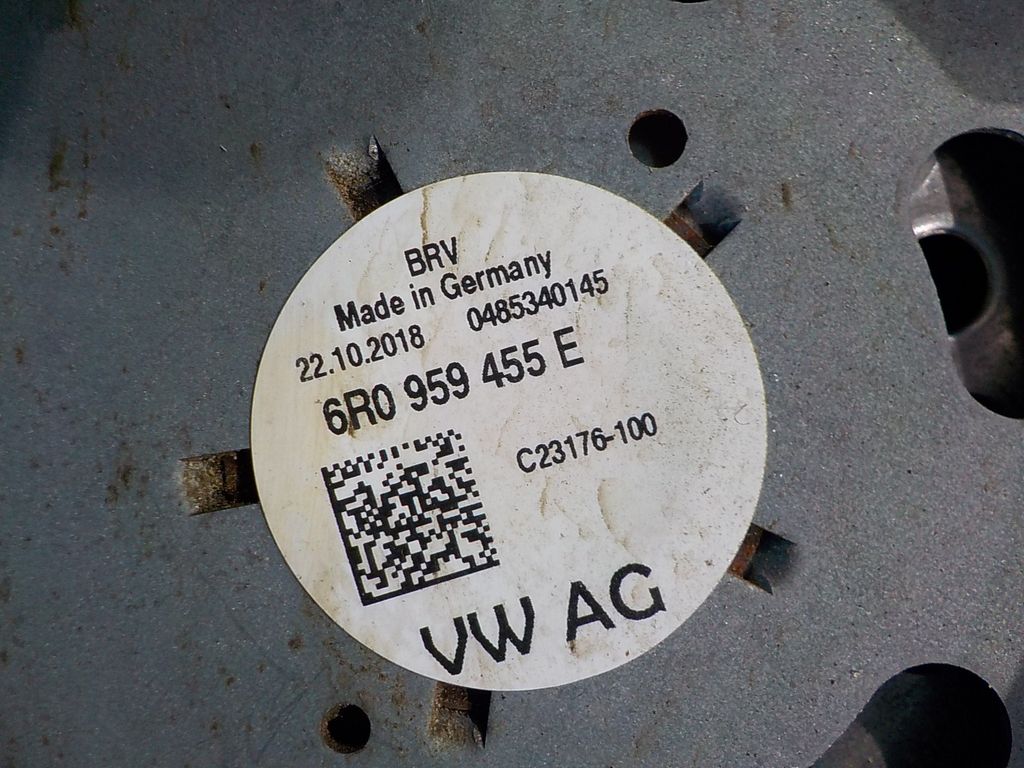 BRV
Made in Germany
22.10.2018 0485340145
6R0 959 455 E
C23176-100
VW AG